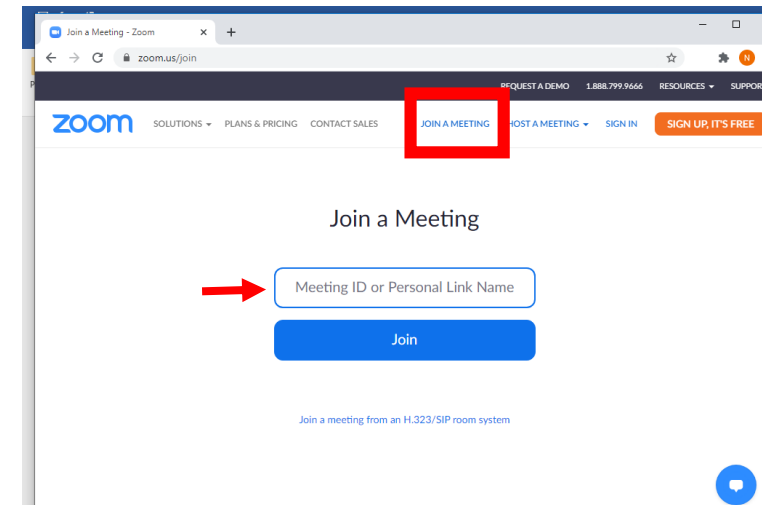 Join a Meeting - Zoom
zoom.us/join
N
REQUEST A DEMO 1.888.799.9666 RESOURCES SUPPOR
zoom SOLUTIONS PLANS & PRICING CONTACT SALES JOIN A MEETING HOST A MEETING SIGN IN SIGN UP, IT'S FREE
Join a Meeting
Meeting ID or Personal Link Name
Join
Join a meeting from an H.323/SIP room system